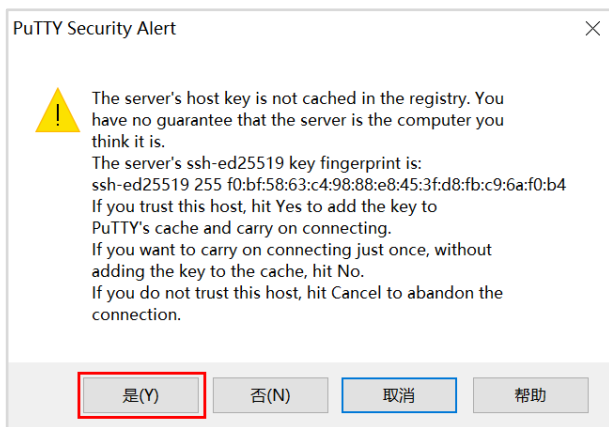 PuTTY Security Alert
The server's host key is not cached in the registry. You
have no guarantee that the server is the computer you
think it is.
The server's ssh-ed25519 key fingerprint is:
ssh-ed25519 255 f0:bf:58:63:c4:98:88:e8:45:3f:d8:fb:c9:6a:f0:b4
If you trust this host, hit Yes to add the key to
PuTTY's cache and carry on connecting.
If you want to carry on connecting just once, without
adding the key to the cache, hit No.
If you do not trust this host, hit Cancel to abandon the
connection.
是(Y) 否(N) 取消 帮助